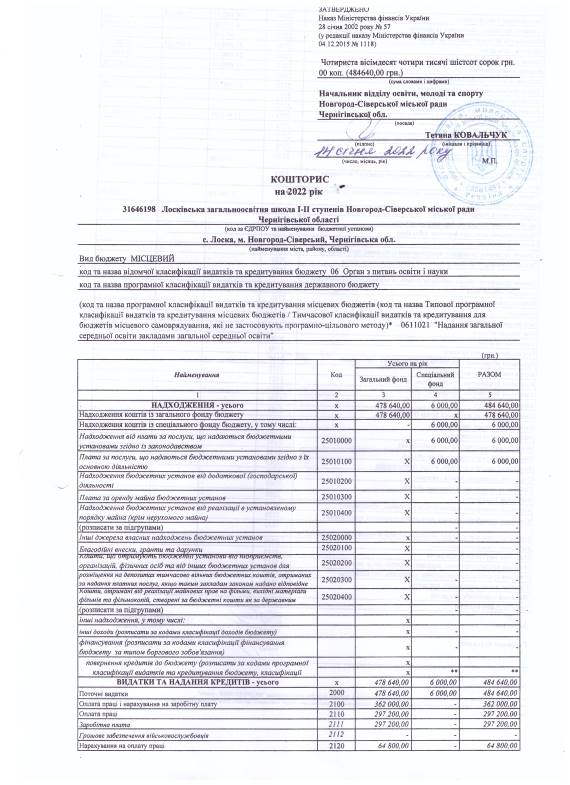 ЗАТВЕРДЖЕНО
Наказ Міністерства фінансів України
28 січня 2002 року № 57
(у редакції наказу Міністерства фінансів України
04.12.2015 № 1118)
Чотириста вісімдесят чотири тисячі шістсот сорок грн.
00 коп. (484640,00 грн.)
(сума словами і цифрами)
Начальник відділу освіти, молоді та спорту
Новгород-Сіверської міської ради
Чернігівської обл.
(посада)
Тетяна КОВАЛЬЧУК
(підпис) (ініціали і прізвище)
14 січня 2022 року
(число, місяць, рік) М.П.
КОШТОРИС
на 2022 рік
31646198 Лосківська загальноосвітня школа І-ІІ ступенів Новгород-Сіверської міської ради
Чернігівської області
(код за ЄДРПОУ та найменування бюджетної установи)
с. Лоска, м. Новгород-Сіверсьий, Чернігівська обл.
(найменування міста, району, області)
Вид бюджету МІСЦЕВИЙ
код та назва відомчої класифікації видатків та кредитування бюджету 06 Орган з питань освіти і науки
код та назва програмної класифікації видатків та кредитування державного бюджету
(код та назва програмної класифікації видатків та кредитування місцевих бюджетів (код та назва Типової програмної
класифікації видатків та кредитування місцевих бюджетів / Тимчасової класифікації видатків та кредитування для
бюджетів місцевого самоврядування, які не застосовують програмно-цільового методу)* 0611021 "Надання загальної
середньої освіти закладами загальної середньої освіти"
(грн.)
Найменування Код Усього на рік РАЗОМ
Загальний фонд Спеціальний фонд
1 2 3 4 5
НАДХОДЖЕННЯ - усього х 478 640,00 6 000,00 484 640,00
Надходження коштів із загального фонду бюджету х 478 640,00 х 478 640,00
Надходження коштів із спеціального фонду бюджету, у тому числі: х - 6 000,00 6 000,00
Надходження від плати за послуги, що надаються бюджетними
установами згідно із законодавством 25010000 х 6 000,00 6 000,00
Плата за послуги, що надаються бюджетними установами згідно з їх
основною діяльністю 25010100 Х 6 000,00 6 000,00
Надходження бюджетних установ від додаткової (господарської)
діяльності 25010200 Х - -
Плата за оренду майна бюджетних установ 25010300 Х - -
Надходження бюджетних установ від реалізації в установленому
порядку майна (крім нерухомого майна) 25010400 Х - -
(розписати за підгрупами) -
Інші джерела власних надходжень бюджетних установ 25020000 х - -
Благодійні внески, гранти та дарунки 25020100 Х - -
Кошти, що отримують бюджетні установи від підприємств,
організацій, фізичних осіб та від інших бюджетних установ для 25020200 Х - -
розміщення на депозитах тимчасово вільних бюджетних коштів, отриманих
за надання платних послуг, якщо таким закладам законом надано відповідне 25020300 Х - -
Кошти, отримані від реалізації майнових прав на фільми, вихідні матеріали
фільмів та фільмокопій, створені за бюджетні кошти як за державним 25020400 Х - -
(розписати за підгрупами) - -
інші надходження, у тому числі: х - -
інші доходи (розписати за кодами класифікації доходів бюджету) х - -
фінансування (розписати за кодами класифікації фінансування
бюджету за типом боргового зобов'язання) х - -
повернення кредитів до бюджету (розписати за кодами програмної х
класифікації видатків та кредитування бюджету, класифікації х ** **
ВИДАТКИ ТА НАДАННЯ КРЕДИТІВ - усього х 478 640,00 6 000,00 484 640,00
Поточні видатки 2000 478 640,00 6 000,00 484 640,00
Оплата праці і нарахування на заробітну плату 2100 362 000,00 - 362 000,00
Оплата праці 2110 297 200,00 - 297 200,00
Заробітна плата 2111 297 200,00 - 297 200,00
Грошове забезпечення військовослужбовців 2112 - - -
Нарахування на оплату праці 2120 64 800,00 - 64 800,00